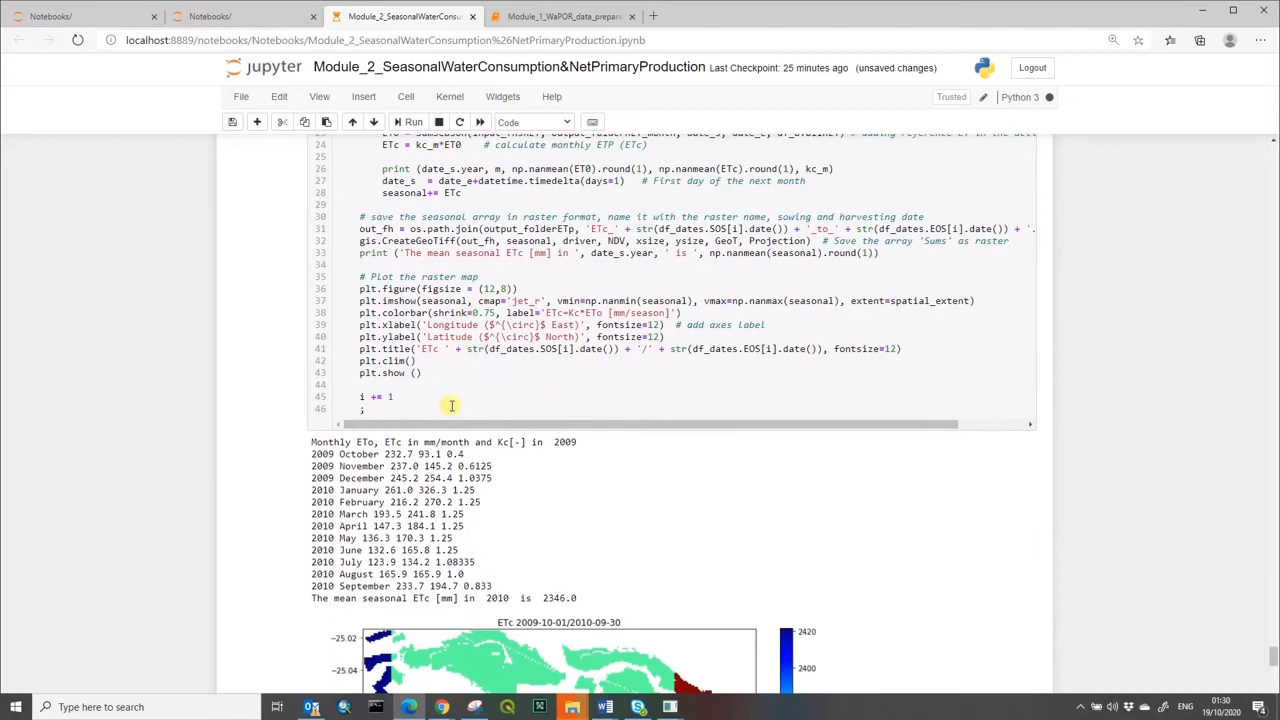 Notebooks/
Notebooks/
Module_2_SeasonalWaterConsu
Module_1_WaPOR_data_prepara
localhost:8889/notebooks/Notebooks/Module_2_SeasonalWaterConsumption%26NetPrimaryProduction.ipynb
jupyter Module_2_SeasonalWaterConsumption&NetPrimaryProduction Last Checkpoint: 25 minutes ago (unsaved changes) Logout
File Edit View Insert Cell Kernel Widgets Help Trusted Python 3
Run Code
24 ETc = kc_m*ET0 # calculate monthly ETP (ETc)
25
26 print (date_s.year, m, np.nanmean(ET0).round(1), np.nanmean(ETc).round(1), kc_m)
27 date_s = date_e+datetime.timedelta(days=1) # First day of the next month
28 seasonal+= ETc
29
30 # save the seasonal array in raster format, name it with the raster name, sowing and harvesting date
31 out_fh = os.path.join(output_folderETp, 'ETc_' + str(df_dates.SOS[i].date()) + '_to_' + str(df_dates.EOS[i].date()) + '.
32 gis.CreateGeoTiff(out_fh, seasonal, driver, NDV, xsize, ysize, GeoT, Projection) # Save the array 'Sums' as raster
33 print ('The mean seasonal ETc [mm] in ', date_s.year, ' is ', np.nanmean(seasonal).round(1))
34
35 # Plot the raster map
36 plt.figure(figsize = (12,8))
37 plt.imshow(seasonal, cmap='jet_r', vmin=np.nanmin(seasonal), vmax=np.nanmax(seasonal), extent=spatial_extent)
38 plt.colorbar(shrink=0.75, label='ETc=Kc*ETo [mm/season]')
39 plt.xlabel('Longitude ($^{\circ}$ East)', fontsize=12) # add axes label
40 plt.ylabel('Latitude ($^{\circ}$ North)', fontsize=12)
41 plt.title('ETc ' + str(df_dates.SOS[i].date()) + '/' + str(df_dates.EOS[i].date()), fontsize=12)
42 plt.clim()
43 plt.show ()
44
45 i += 1
46 ;
Monthly ETo, ETc in mm/month and Kc[-] in 2009
2009 October 232.7 93.1 0.4
2009 November 237.0 145.2 0.6125
2009 December 245.2 254.4 1.0375
2010 January 261.0 326.3 1.25
2010 February 216.2 270.2 1.25
2010 March 193.5 241.8 1.25
2010 April 147.3 184.1 1.25
2010 May 136.3 170.3 1.25
2010 June 132.6 165.8 1.25
2010 July 123.9 134.2 1.08335
2010 August 165.9 165.9 1.0
2010 September 233.7 194.7 0.833
The mean seasonal ETc [mm] in 2010 is 2346.0
ETc 2009-10-01/2010-09-30
−25.02
2420
−25.04
2400
Type here to search
ENG
01:30
19/10/2020